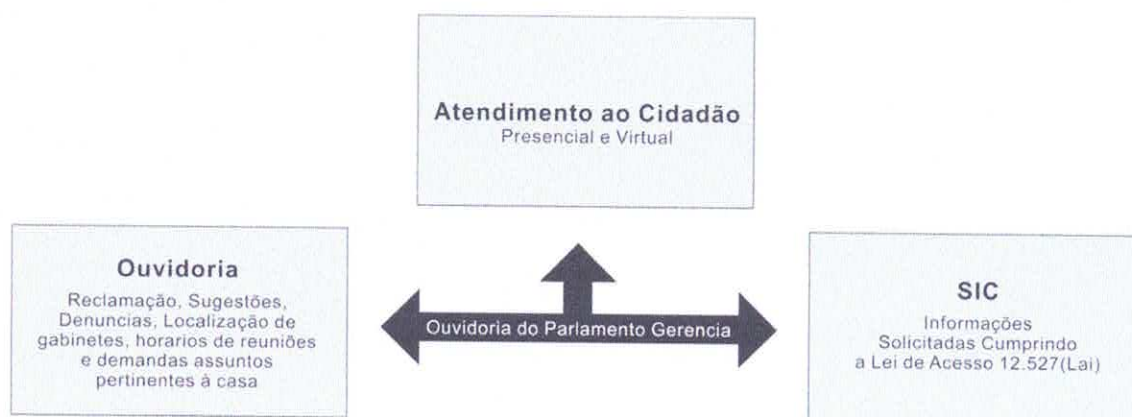 Atendimento ao Cidadão
Presencial e Virtual
Ouvidoria
Reclamação, Sugestões,
Denuncias, Localização de
gabinetes, horarios de reuniões
e demandas assuntos
pertinentes à casa
Ouvidoria do Parlamento Gerencia
SIC
Informações
Solicitadas Cumprindo
a Lei de Acesso 12.527(Lai)